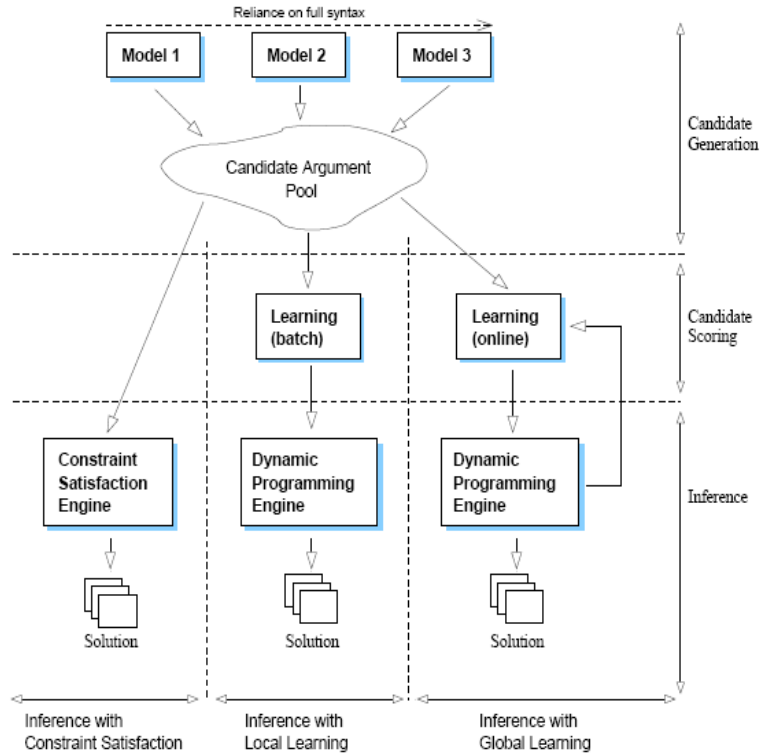 Reliance on full syntax
Model 1
Model 2
Model 3
Candidate Argument
Pool
Candidate
Generation
Learning
(batch)
Learning
(online)
Candidate
Scoring
Constraint
Satisfaction
Engine
Dynamic
Programming
Engine
Dynamic
Programming
Engine
Inference
Solution
Solution
Solution
Inference with
Constraint Satisfaction
Inference with
Local Learning
Inference with
Global Learning